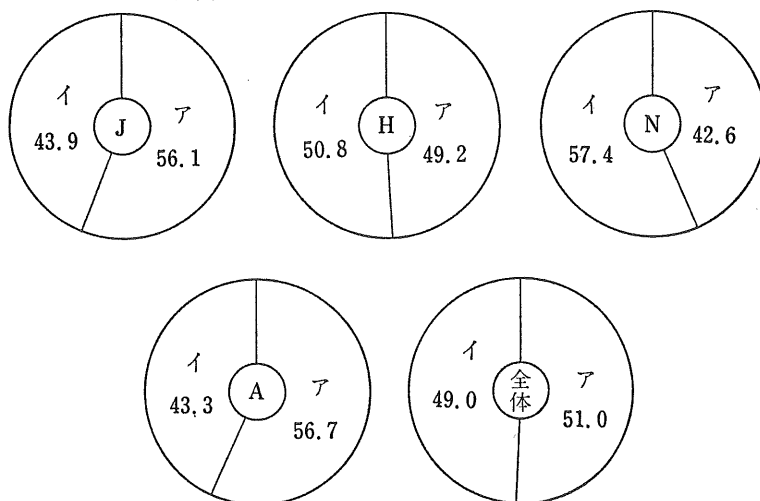 イ 43.9 J ア 56.1
イ 50.8 H ア 49.2
イ 57.4 N ア 42.6
イ 43.3 A ア 56.7
イ 49.0 全体 ア 51.0